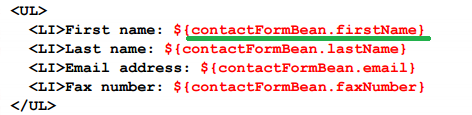 <UL>
<LI>First name: ${contactFormBean.firstName}
<LI>Last name: ${contactFormBean.lastName}
<LI>Email address: ${contactFormBean.email}
<LI>Fax number: ${contactFormBean.faxNumber}
</UL>